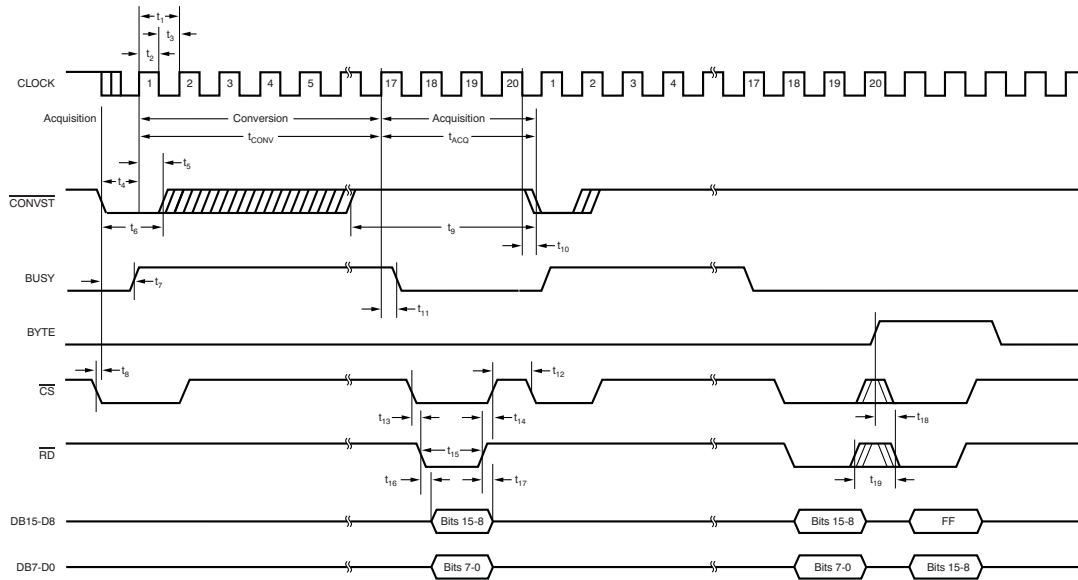 t1
t3
t2
CLOCK
1 2 3 4 5 17 18 19 20 1 2 3 4 17 18 19 20
Acquisition
Conversion
Acquisition
tCONV
tACQ
t5
t4
CONVST
t6
t9
t10
BUSY
t7
t11
BYTE
t8
t12
CS
t13
t14
t18
t15
RD
t16
t17
t19
DB15-D8
Bits 15-8
Bits 15-8
FF
DB7-D0
Bits 7-0
Bits 7-0
Bits 15-8